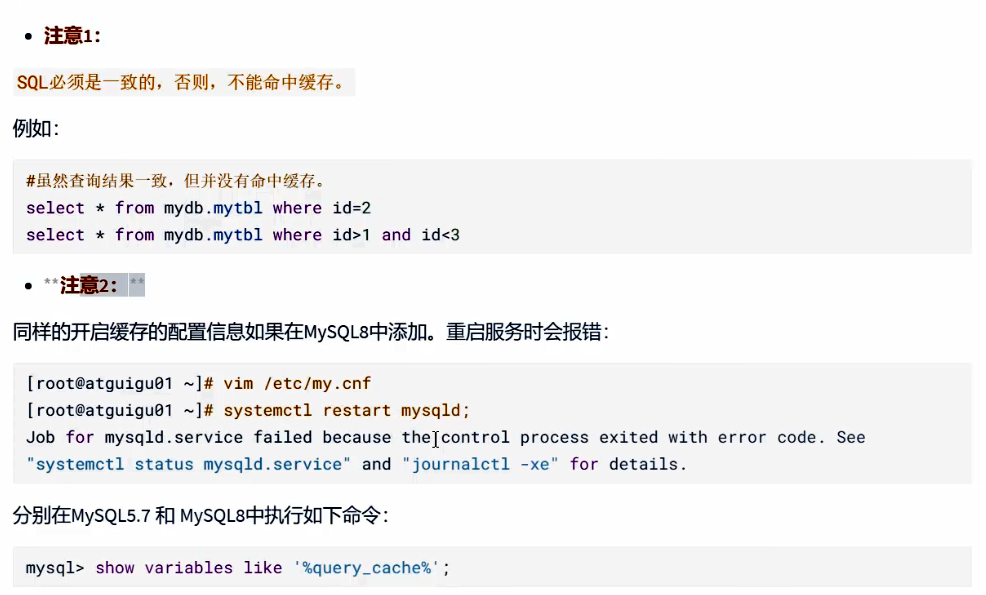 • 注意1：
SQL必须是一致的，否则，不能命中缓存。
例如：
#虽然查询结果一致，但并没有命中缓存。
select * from mydb.mytbl where id=2
select * from mydb.mytbl where id>1 and id<3
• **注意2： **
同样的开启缓存的配置信息如果在MySQL8中添加。重启服务时会报错：
[root@atguigu01 ~]# vim /etc/my.cnf
[root@atguigu01 ~]# systemctl restart mysqld;
Job for mysqld.service failed because the control process exited with error code. See
"systemctl status mysqld.service" and "journalctl -xe" for details.
分别在MySQL5.7 和 MySQL8中执行如下命令：
mysql> show variables like '%query_cache%';